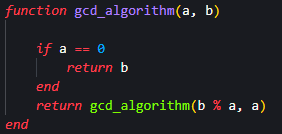 function gcd_algorithm(a, b)
if a == 0
return b
end
return gcd_algorithm(b % a, a)
end